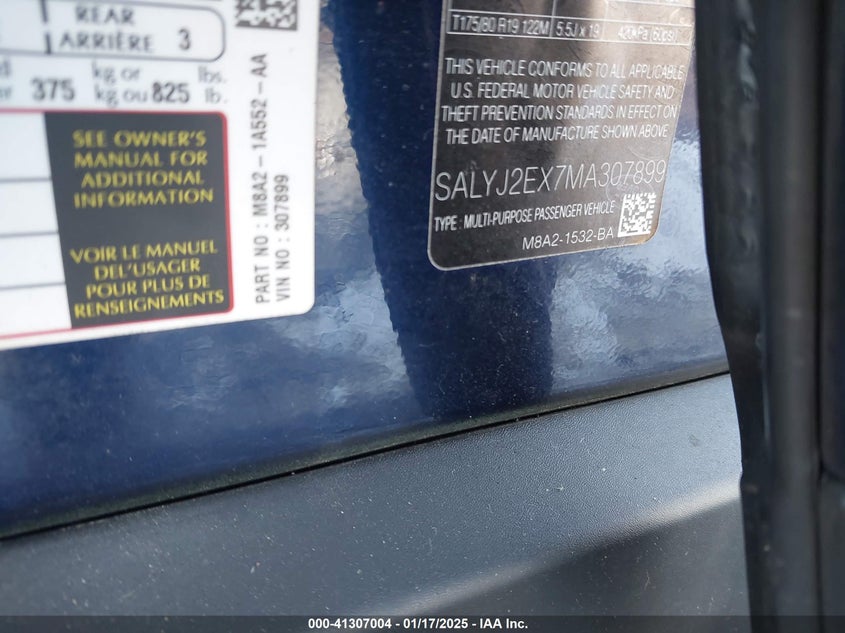 REAR
ARRIÈRE 3
375 kg or kg ou 825 lbs. lb.
SEE OWNER'S
MANUAL FOR
ADDITIONAL
INFORMATION
VOIR LE MANUEL
DEL'USAGER
POUR PLUS DE
RENSEIGNEMENTS
PART NO : M8A2-1A552-AA
VIN NO : 307899
T175/80 R19 122M 5.5J x 19 420kPa (60psi)
THIS VEHICLE CONFORMS TO ALL APPLICABLE
U.S. FEDERAL MOTOR VEHICLE SAFETY AND
THEFT PREVENTION STANDARDS IN EFFECT ON
THE DATE OF MANUFACTURE SHOWN ABOVE
SALYJ2EX7MA307899
TYPE: MULTI-PURPOSE PASSENGER VEHICLE
M8A2-1532-BA
000-41307004 — 01/17/2025 — IAA Inc.